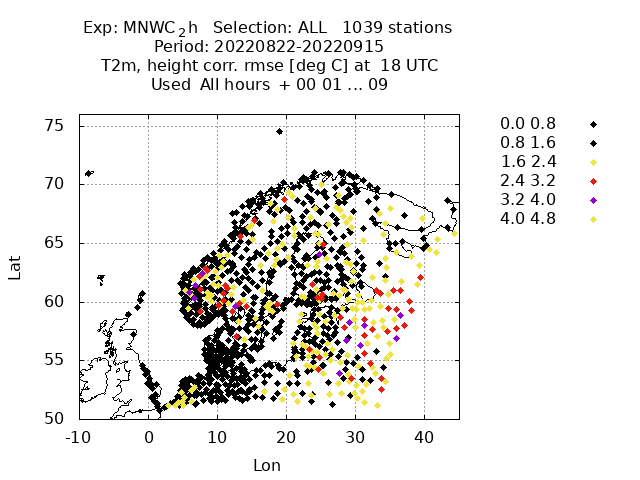 Exp: MNWC_2h   Selection: ALL   1039 stations
Period: 20220822-20220915
T2m, height corr. rmse [deg C] at  18 UTC
Used  All hours  + 00 01 ... 09
0.0 0.8
0.8 1.6
1.6 2.4
2.4 3.2
3.2 4.0
4.0 4.8
75
70
65
60
55
50
Lat
-10 0 10 20 30 40
Lon